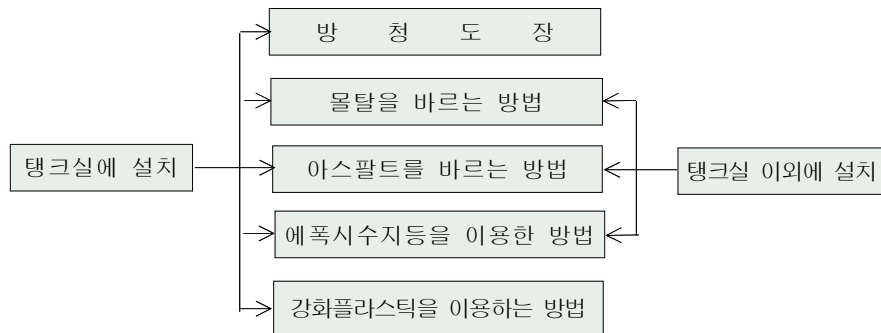 방 청 도 장
몰탈을 바르는 방법
탱크실에 설치
아스팔트를 바르는 방법
탱크실 이외에 설치
에폭시수지등을 이용한 방법
강화플라스틱을 이용하는 방법